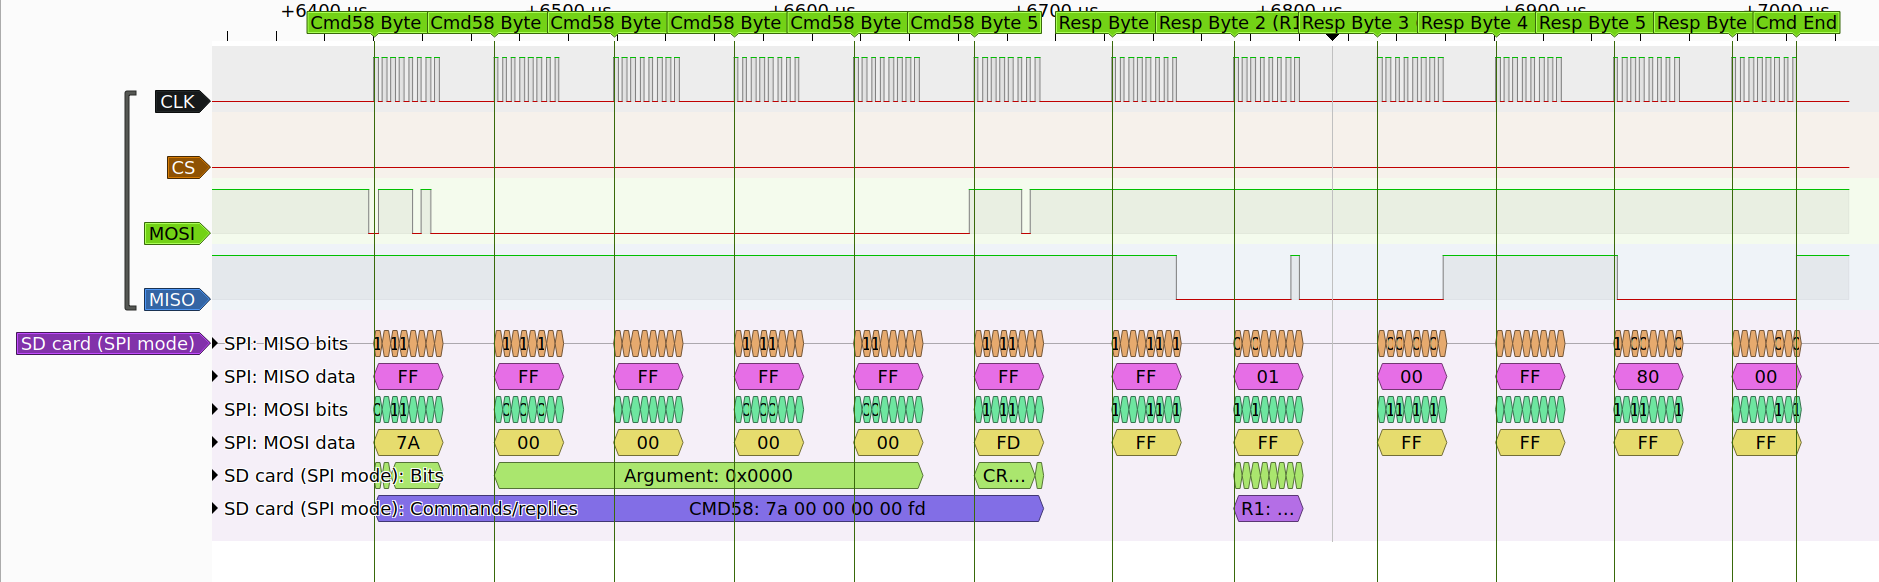 +6400 µs +6500 µs +6600 µs +6700 µs +6800 µs +6900 µs +7000 µs
Cmd58 Byte Cmd58 Byte Cmd58 Byte Cmd58 Byte Cmd58 Byte Cmd58 Byte 5 Resp Byte Resp Byte 2 (R1 Resp Byte 3 Resp Byte 4 Resp Byte 5 Resp Byte Cmd End
CLK
CS
MOSI
MISO
SD card (SPI mode)
SPI: MISO bits
SPI: MISO data FF FF FF FF FF FF FF 01 00 FF 80 00
SPI: MOSI bits
SPI: MOSI data 7A 00 00 00 00 FD FF FF FF FF FF FF
SD card (SPI mode): Bits Argument: 0x0000 CR...
SD card (SPI mode): Commands/replies CMD58: 7a 00 00 00 00 fd R1: ...